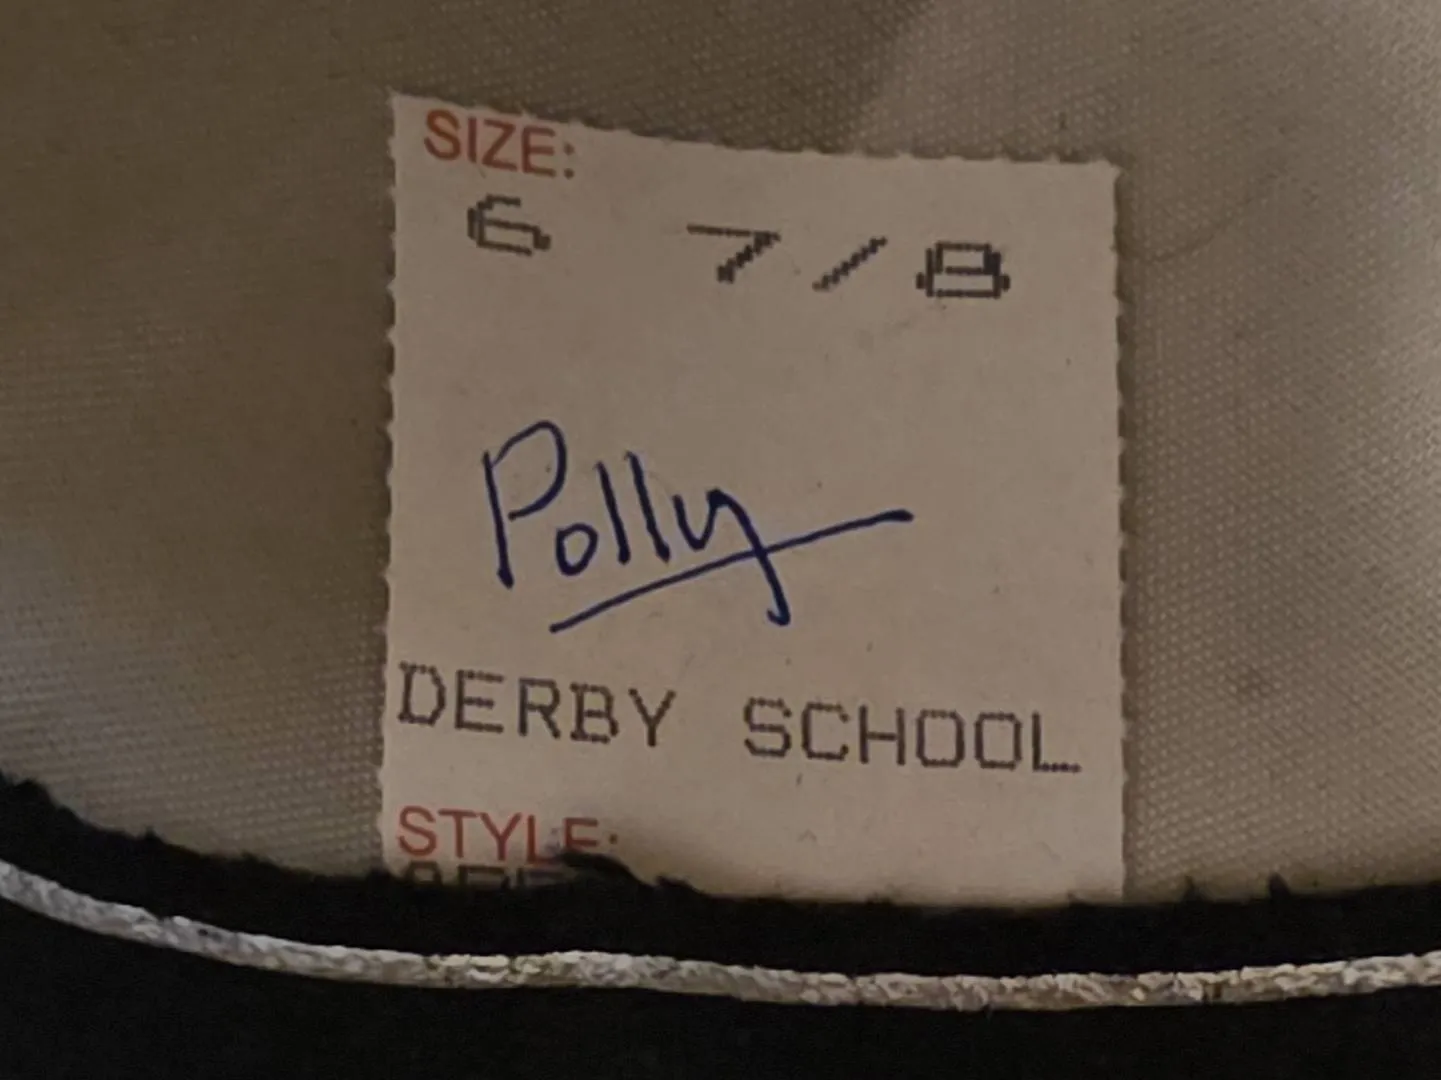 SIZE:
6 7/8
Polly
DERBY SCHOOL
STYLE: